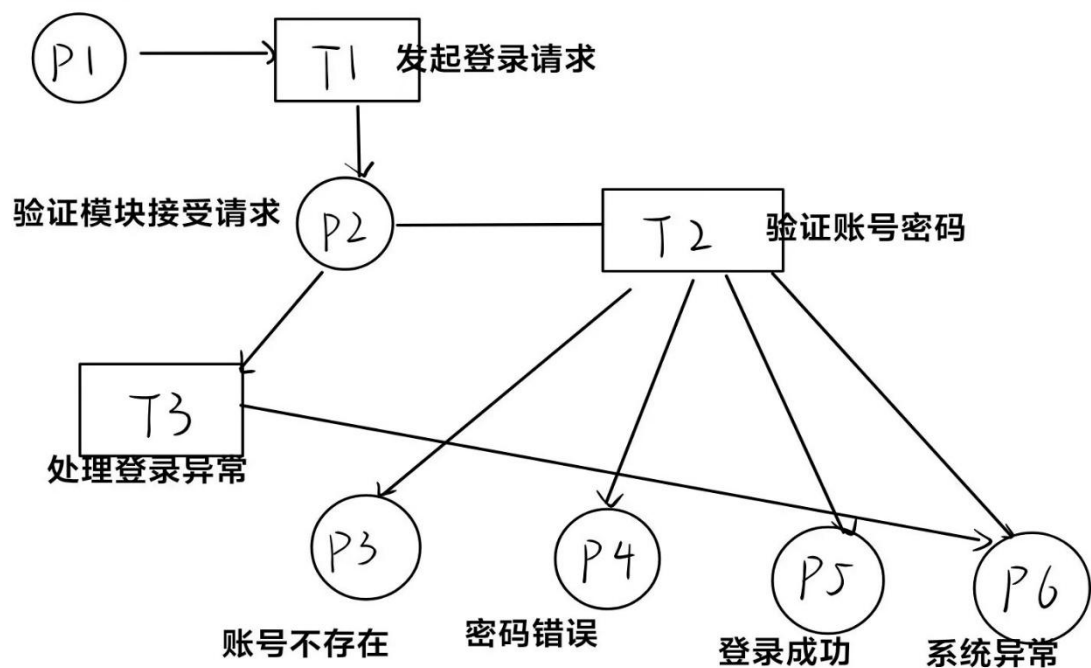 P1
T1
发起登录请求
验证模块接受请求
P2
T2
验证账号密码
T3
处理登录异常
P3
P4
P5
P6
账号不存在
密码错误
登录成功
系统异常